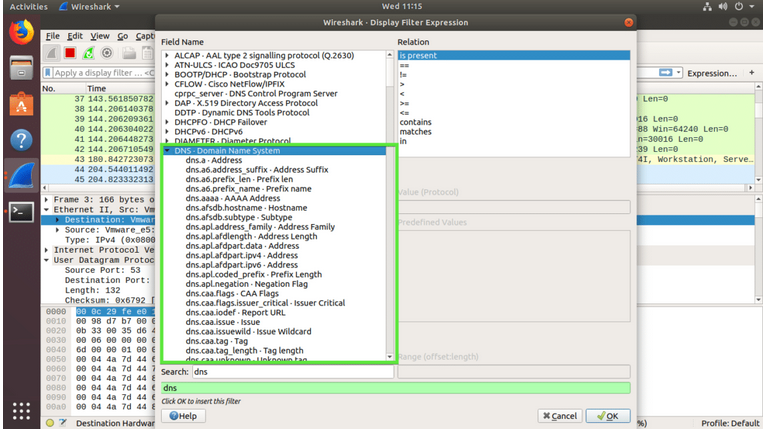 Activities
Wireshark
Wed 11:15
Wireshark · Display Filter Expression
File Edit View Go Capt
Apply a display filter ... <C
Expression...
+
No. Time
37 143.561850782
38 144.206140378
39 144.206209361
40 144.206304022
41 144.206448273
42 144.206710549
43 180.842723073
44 204.544011492
45 204.823332313
0 Len=0
16 Len=0
88 Win=64240 Len=0
=30016 Len=0
239 Len=0
41, Workstation, Serve...
Frame 3: 166 bytes o
Ethernet II, Src: Vm
Destination: Vmwar
Source: Vmware_e5:
Type: IPv4 (0x0800
Internet Protocol Ve
User Datagram Protoc
Source Port: 53
Destination Port:
Length: 132
Checksum: 0x6792 [
0000 00 0c 29 fe e0
0010 00 98 d7 b7 00
0020 0b 33 00 35 d6 4
0030 00 06 00 00 00
0040 6d 00 00 01 00
0050 00 04 4a 7d 44
0060 00 04 4a 7d 44
0070 00 04 4a 7d 44
0080 00 04 4a 7d 44
0090 00 04 4a 7d 44
00a0 00 04 4a 7d 44
Destination Hardwar
%)
Profile: Default
Field Name
ALCAP · AAL type 2 signalling protocol (Q.2630)
ATN-ULCS · ICAO Doc9705 ULCS
BOOTP/DHCP · Bootstrap Protocol
CFLOW · Cisco NetFlow/IPFIX
cprpc_server · DNS Control Program Server
DAP · X.519 Directory Access Protocol
DDTP · Dynamic DNS Tools Protocol
DHCPFO · DHCP Failover
DHCPv6 · DHCPv6
DIAMETER · Diameter Protocol
DNS · Domain Name System
dns.a · Address
dns.a6.address_suffix · Address Suffix
dns.a6.prefix_len · Prefix len
dns.a6.prefix_name · Prefix name
dns.aaaa · AAAA Address
dns.afsdb.hostname · Hostname
dns.afsdb.subtype · Subtype
dns.apl.address_family · Address Family
dns.apl.afdlength · Address Length
dns.apl.afdpart.data · Address
dns.apl.afdpart.ipv4 · Address
dns.apl.afdpart.ipv6 · Address
dns.apl.coded_prefix · Prefix Length
dns.apl.negation · Negation Flag
dns.caa.flags · CAA Flags
dns.caa.flags.issuer_critical · Issuer Critical
dns.caa.iodef · Report URL
dns.caa.issue · Issue
dns.caa.issuewild · Issue Wildcard
dns.caa.tag · Tag
dns.caa.tag_length · Tag length
dns.caa.unknown · Unknown tag
Search: dns
dns
Click OK to insert this filter
Help
Cancel
OK
Relation
is present
==
!=
>
<
>=
<=
contains
matches
in
Value (Protocol)
Predefined Values
Range (offset:length)